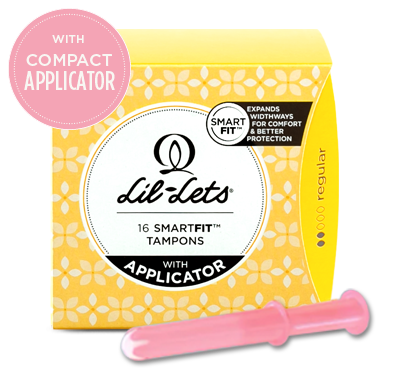 WITH
COMPACT
APPLICATOR
SMART
FIT™
EXPANDS
WIDTHWAYS
FOR COMFORT
& BETTER
PROTECTION
Lil-Lets®
16 SMARTFIT™
TAMPONS
WITH
APPLICATOR
regular